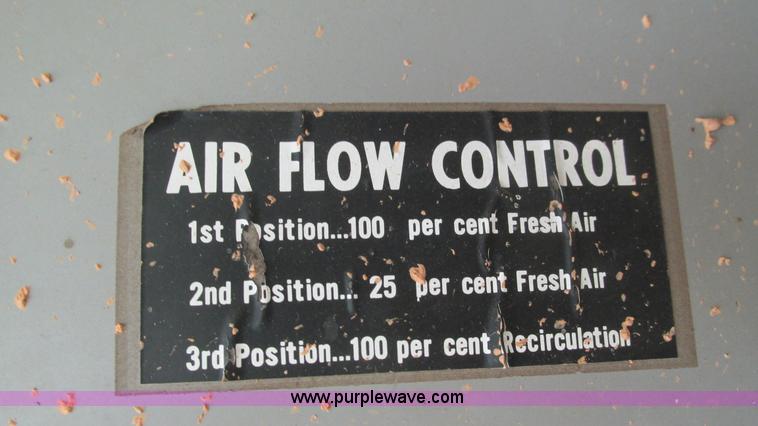 AIR FLOW CONTROL
1st Position...100 per cent Fresh Air
2nd Position... 25 per cent Fresh Air
3rd Position...100 per cent Recirculation
www.purplewave.com